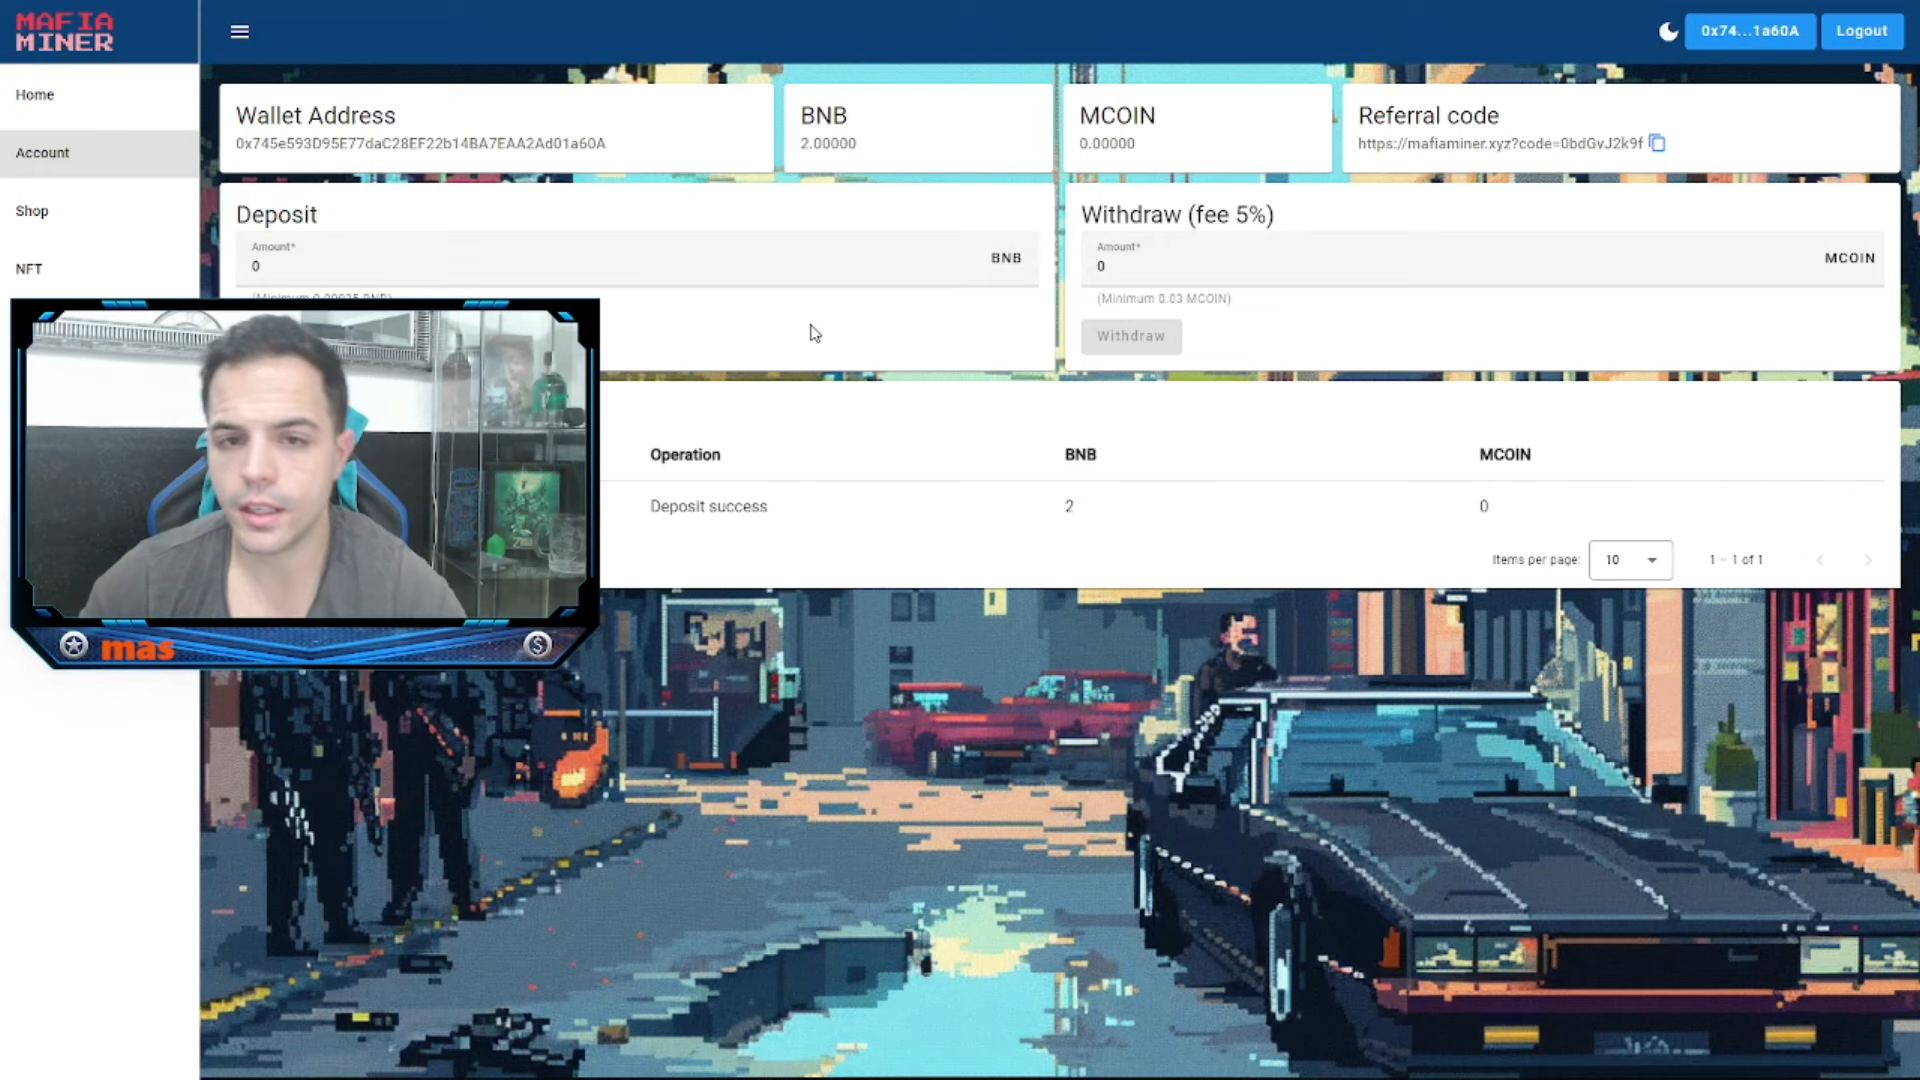 MAFIA
MINER
0x74...1a60A
Logout
Home
Account
Shop
NFT
Wallet Address
0x745e593D95E77daC28EF22b14BA7EAA2Ad01a60A
BNB
2.00000
MCOIN
0.00000
Referral code
https://mafiaminer.xyz?code=0bdGvJ2k9f
Deposit
Amount*
0
BNB
Withdraw (fee 5%)
Amount*
0
MCOIN
(Minimum 0.03 MCOIN)
Withdraw
Operation
BNB
MCOIN
Deposit success
2
0
Items per page:
10
1 – 1 of 1
mas